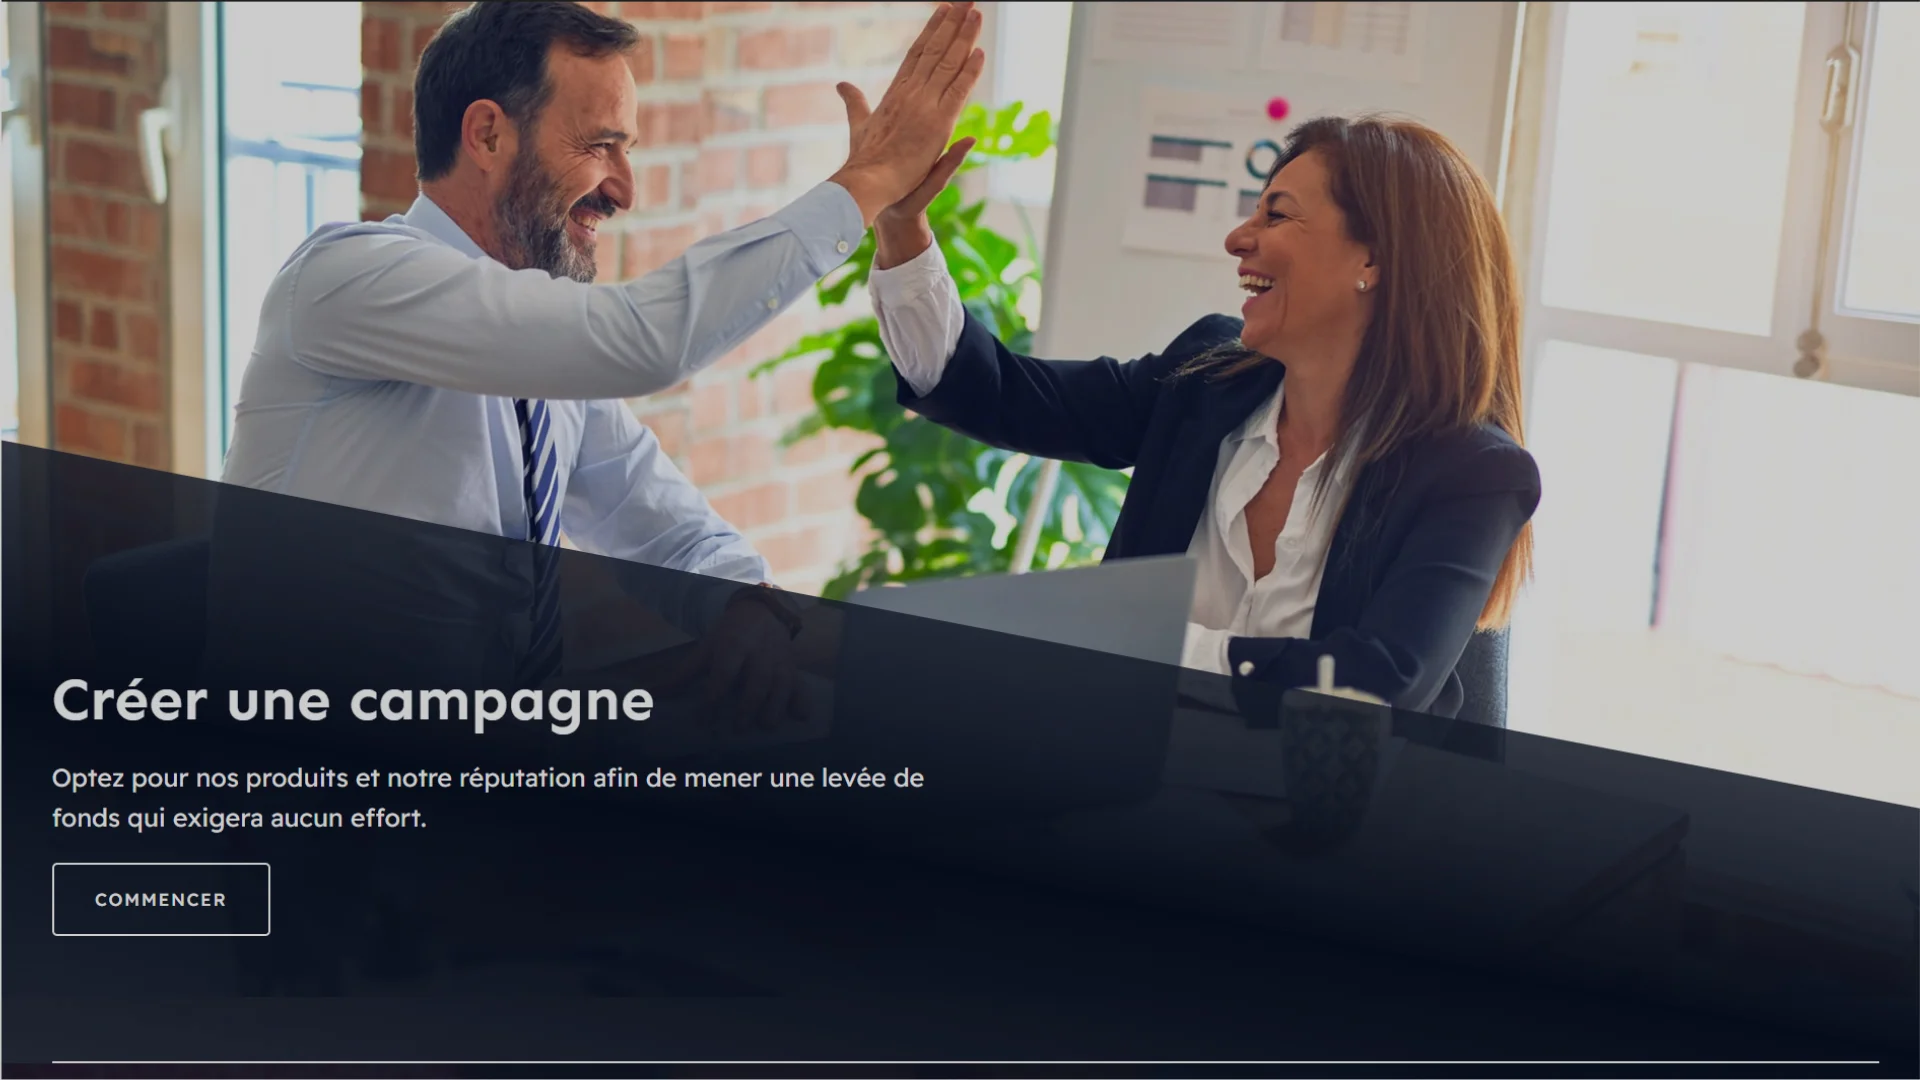 Créer une campagne
Optez pour nos produits et notre réputation afin de mener une levée de
fonds qui exigera aucun effort.
COMMENCER